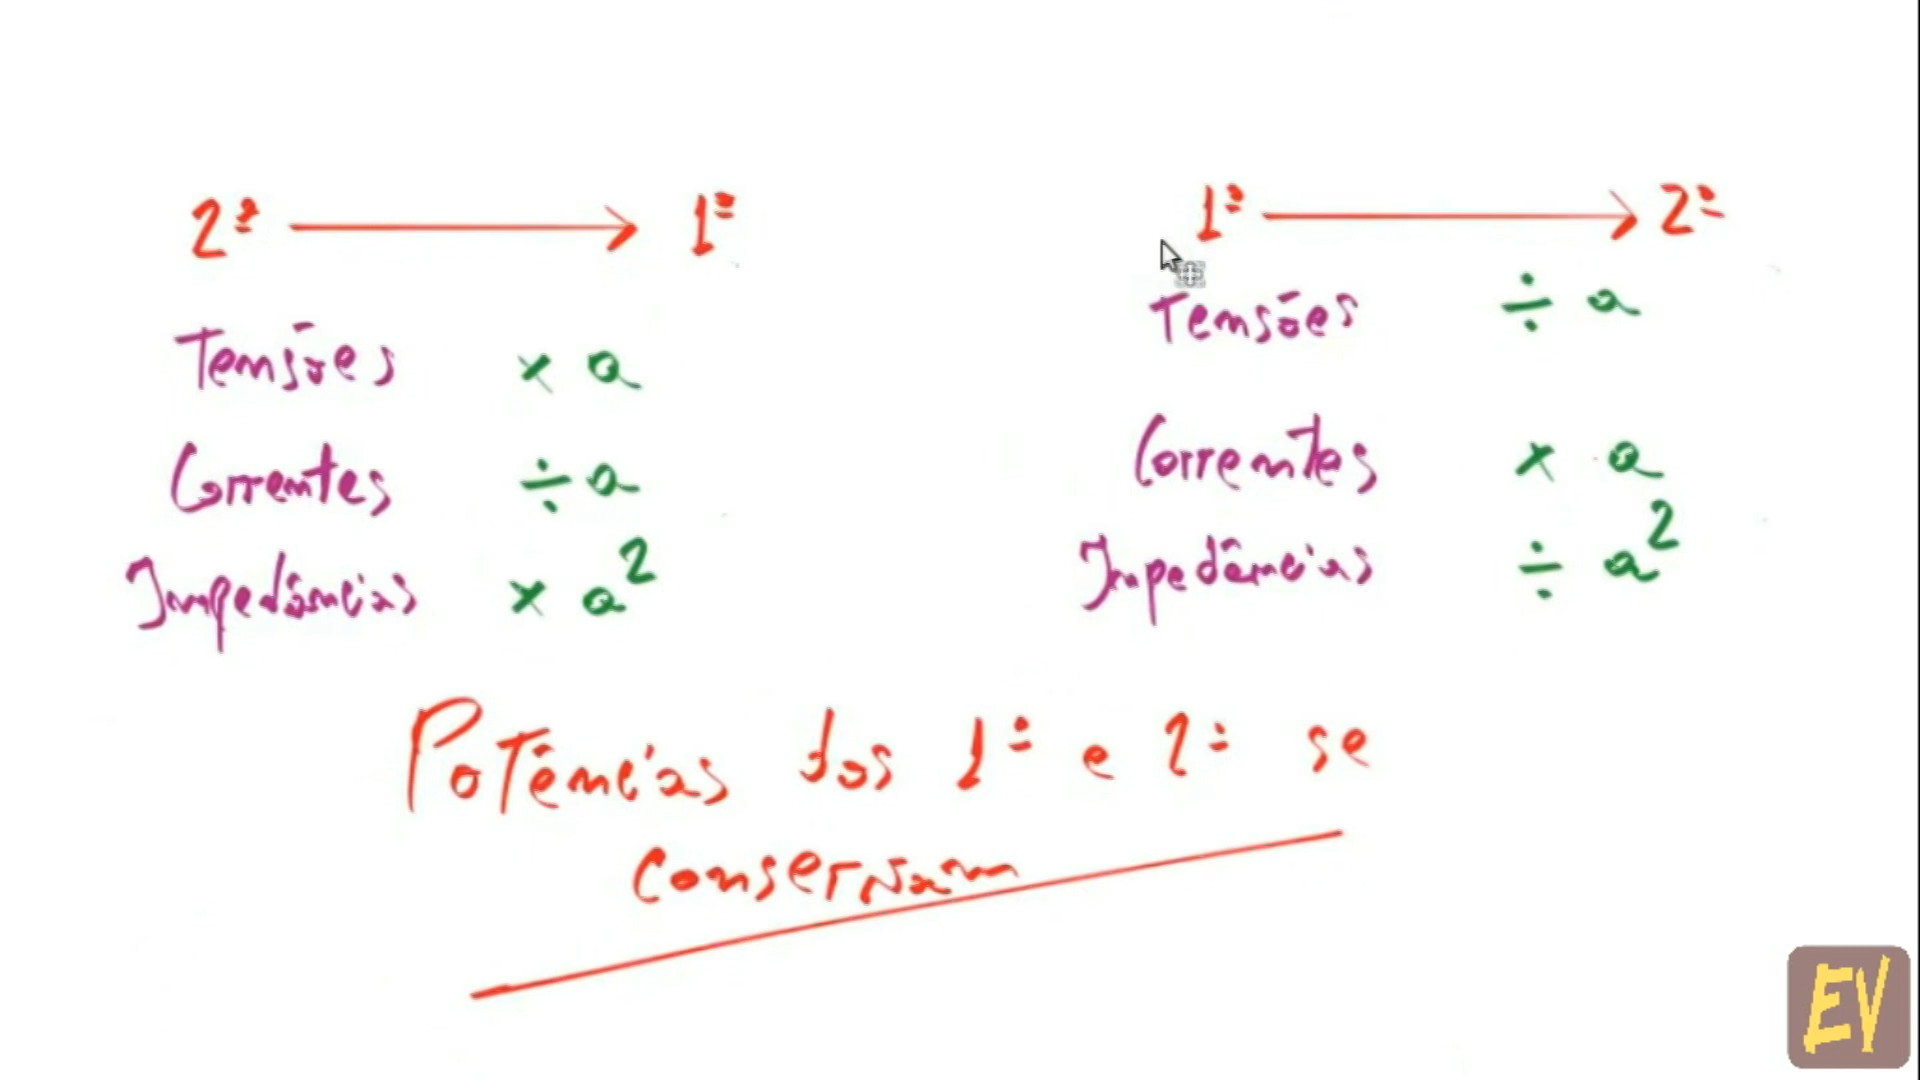 2º → 1º
Tensões × a
Correntes ÷ a
Impedâncias × a²
1º → 2º
Tensões ÷ a
Correntes × a
Impedâncias ÷ a²
Potências dos 1º e 2º se
conservam
EV